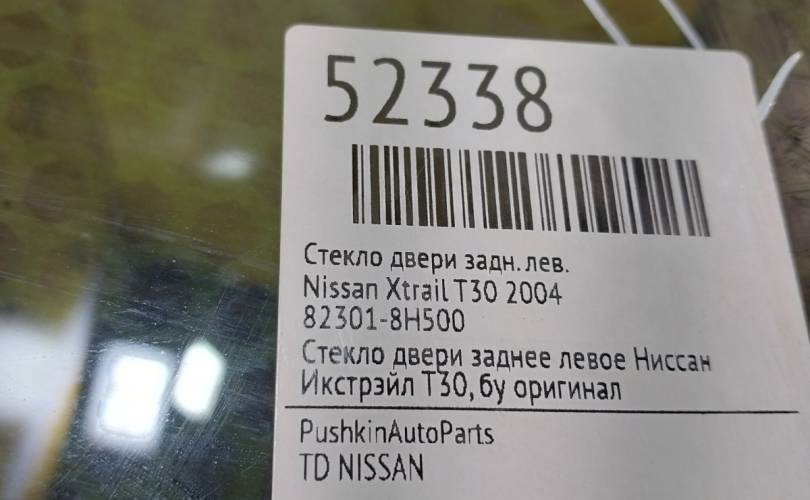 52338
Стекло двери задн. лев.
Nissan Xtrail T30 2004
82301-8H500
Стекло двери заднее левое Ниссан
Икстрэйл Т30, бу оригинал
PushkinAutoParts
TD NISSAN